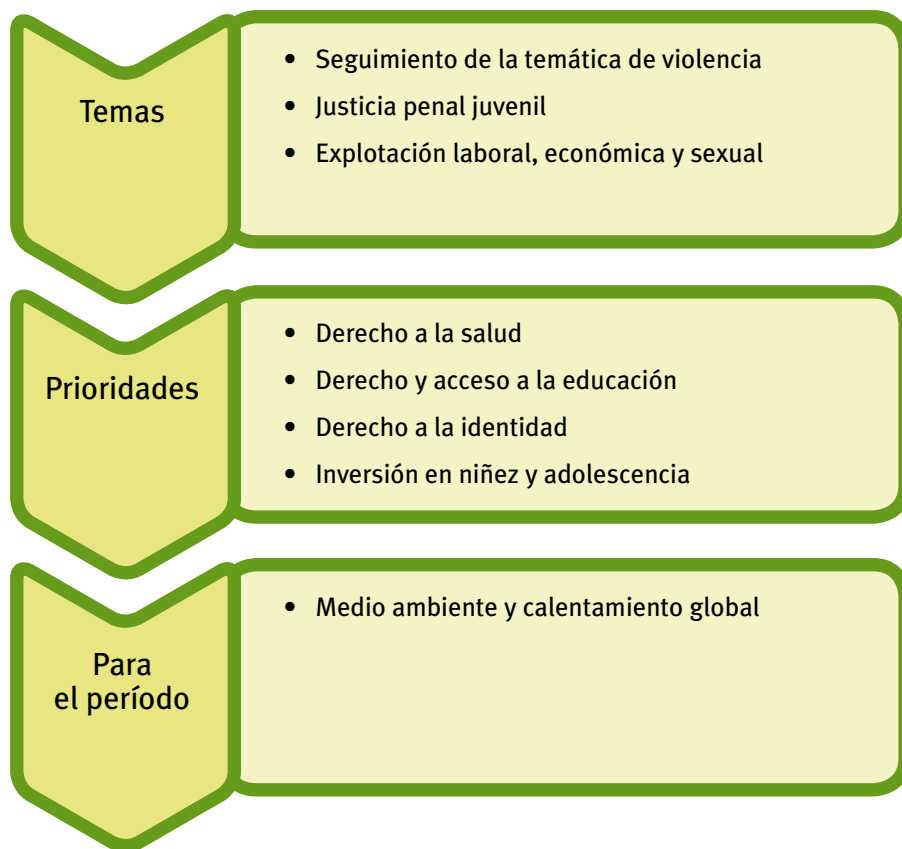 Temas
• Seguimiento de la temática de violencia
• Justicia penal juvenil
• Explotación laboral, económica y sexual
Prioridades
• Derecho a la salud
• Derecho y acceso a la educación
• Derecho a la identidad
• Inversión en niñez y adolescencia
Para
el período
• Medio ambiente y calentamiento global